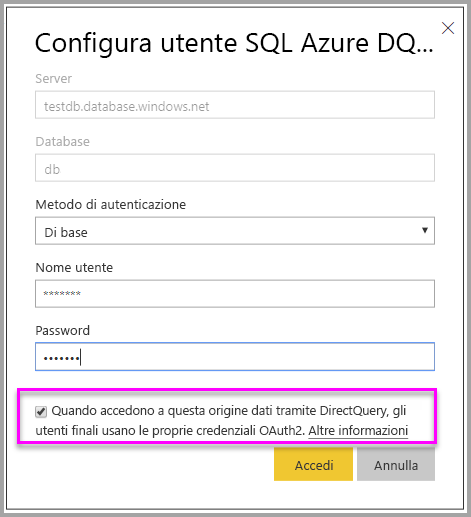 Configura utente SQL Azure DQ...
Server
testdb.database.windows.net
Database
db
Metodo di autenticazione
Di base
Nome utente
*******
Password
•••••••
Quando accedono a questa origine dati tramite DirectQuery, gli
utenti finali usano le proprie credenziali OAuth2. Altre informazioni
Accedi
Annulla